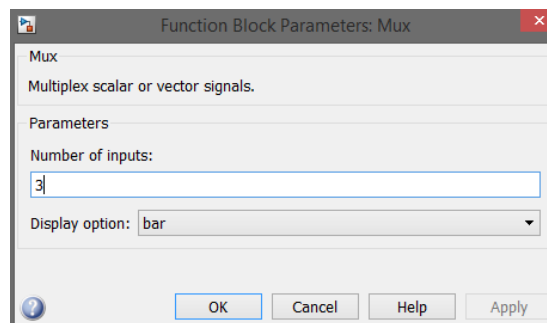 Function Block Parameters: Mux
Mux
Multiplex scalar or vector signals.
Parameters
Number of inputs:
3
Display option: bar
OK Cancel Help Apply